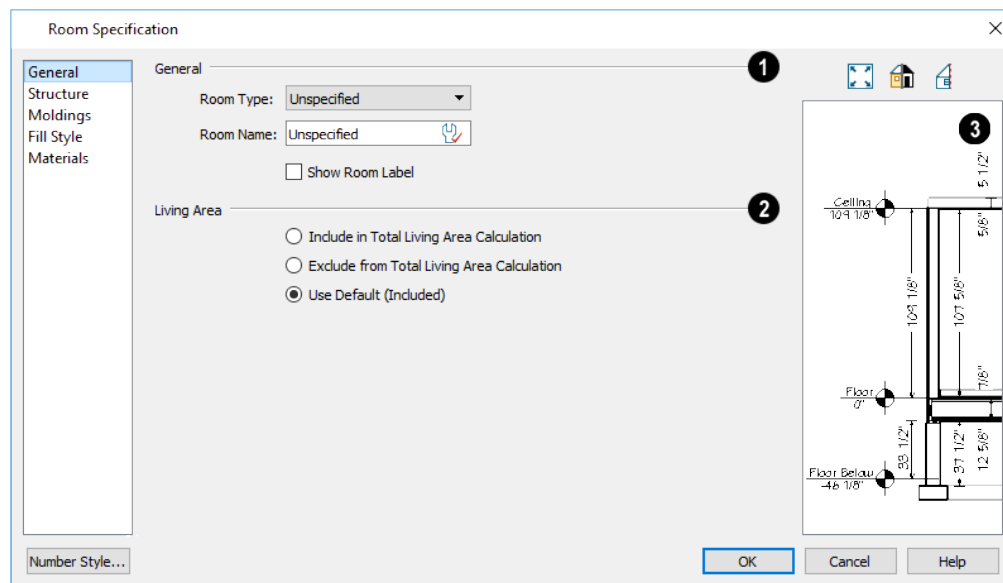 Room Specification
General
Structure
Moldings
Fill Style
Materials
General
1
Room Type: Unspecified
Room Name: Unspecified
Show Room Label
Living Area
2
Include in Total Living Area Calculation
Exclude from Total Living Area Calculation
Use Default (Included)
3
5 1/2"
Ceiling
109 1/8"
5/8"
109 1/8"
107 5/8"
7/8"
Floor
0"
33 1/2"
37 1/2"
12 5/8"
Floor Below
-46 1/8"
Number Style...
OK
Cancel
Help